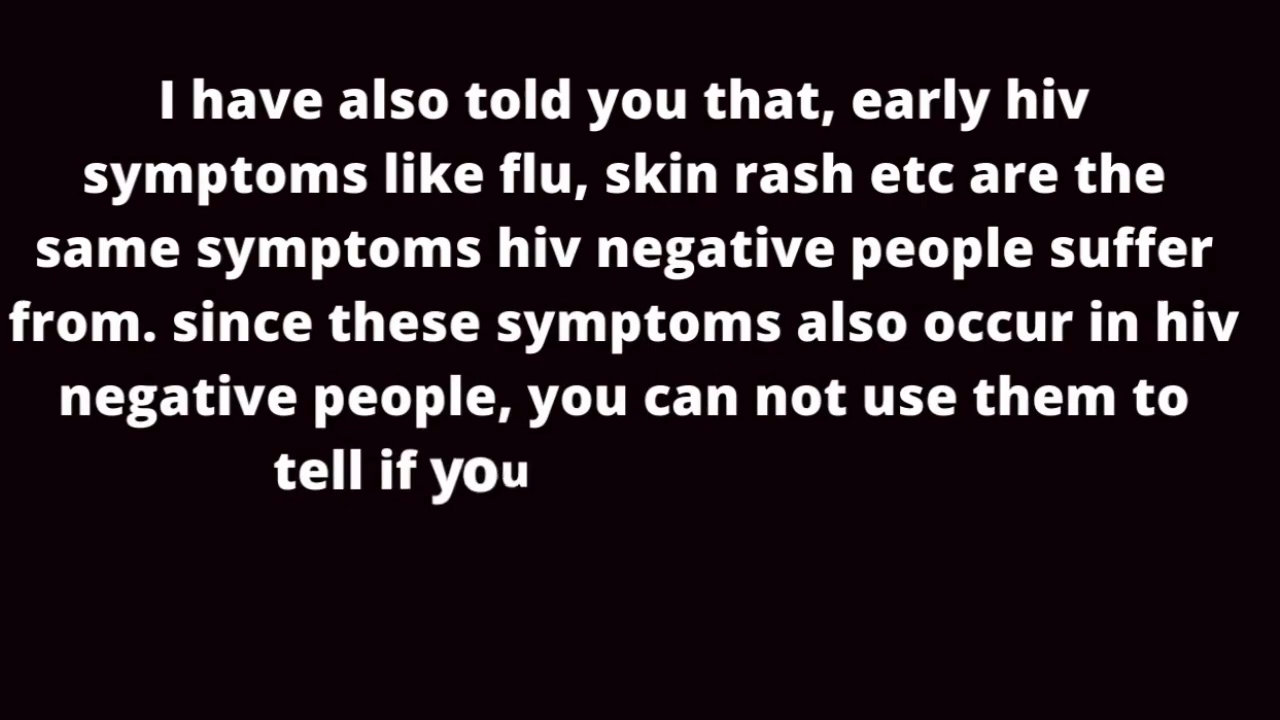 I have also told you that, early hiv
symptoms like flu, skin rash etc are the
same symptoms hiv negative people suffer
from. since these symptoms also occur in hiv
negative people, you can not use them to
tell if you